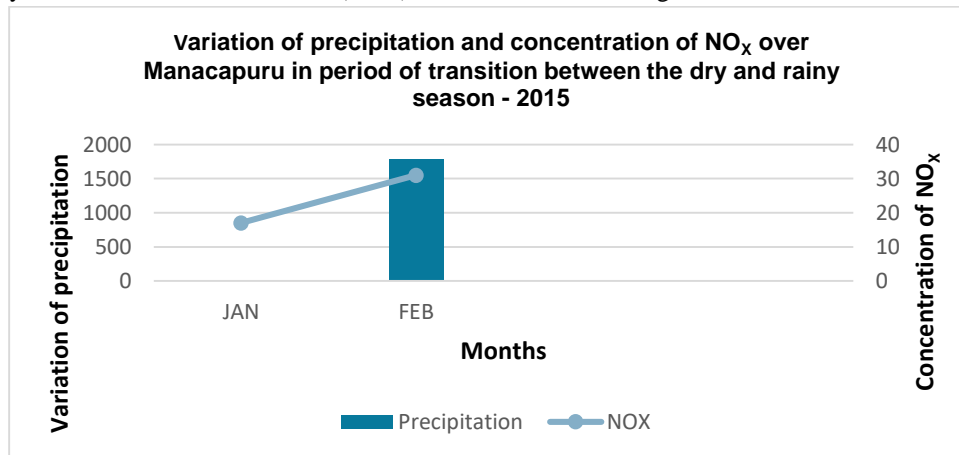 Variation of precipitation and concentration of NOX over
Manacapuru in period of transition between the dry and rainy
season - 2015
Variation of precipitation
2000
1500
1000
500
0
40
30
20
10
0
Concentration of NOX
JAN
FEB
Months
Precipitation
NOX